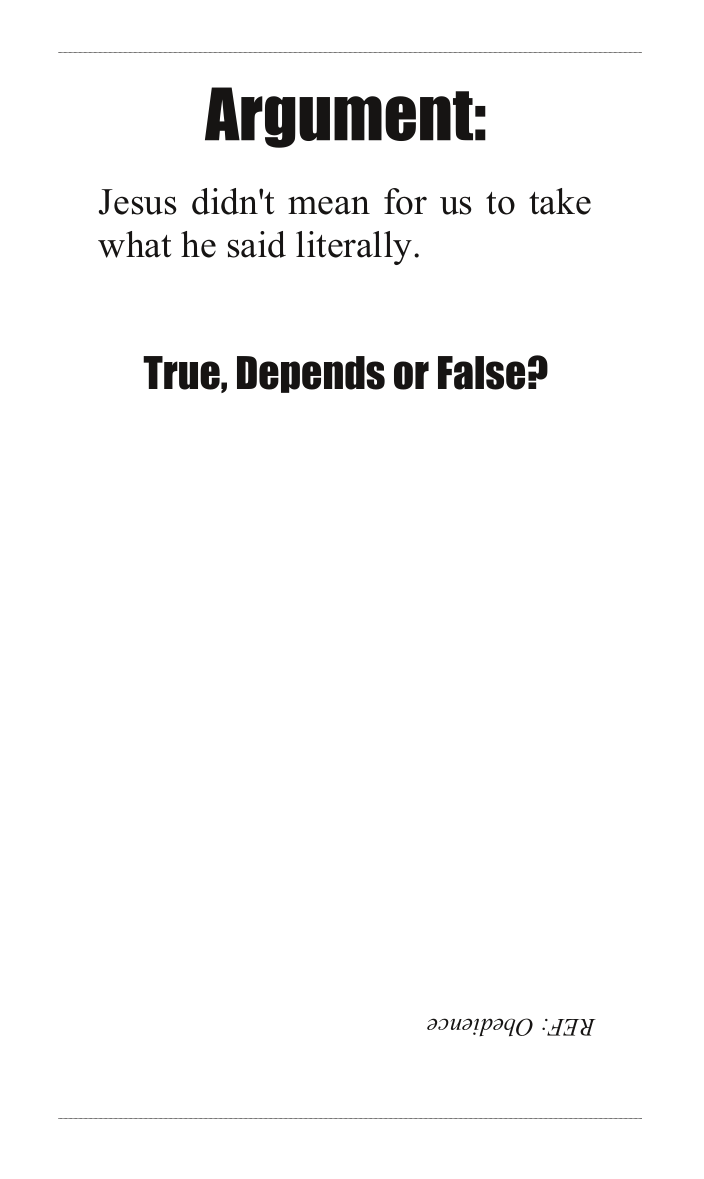 Argument:
Jesus didn't mean for us to take
what he said literally.
True, Depends or False?
REF: Obedience